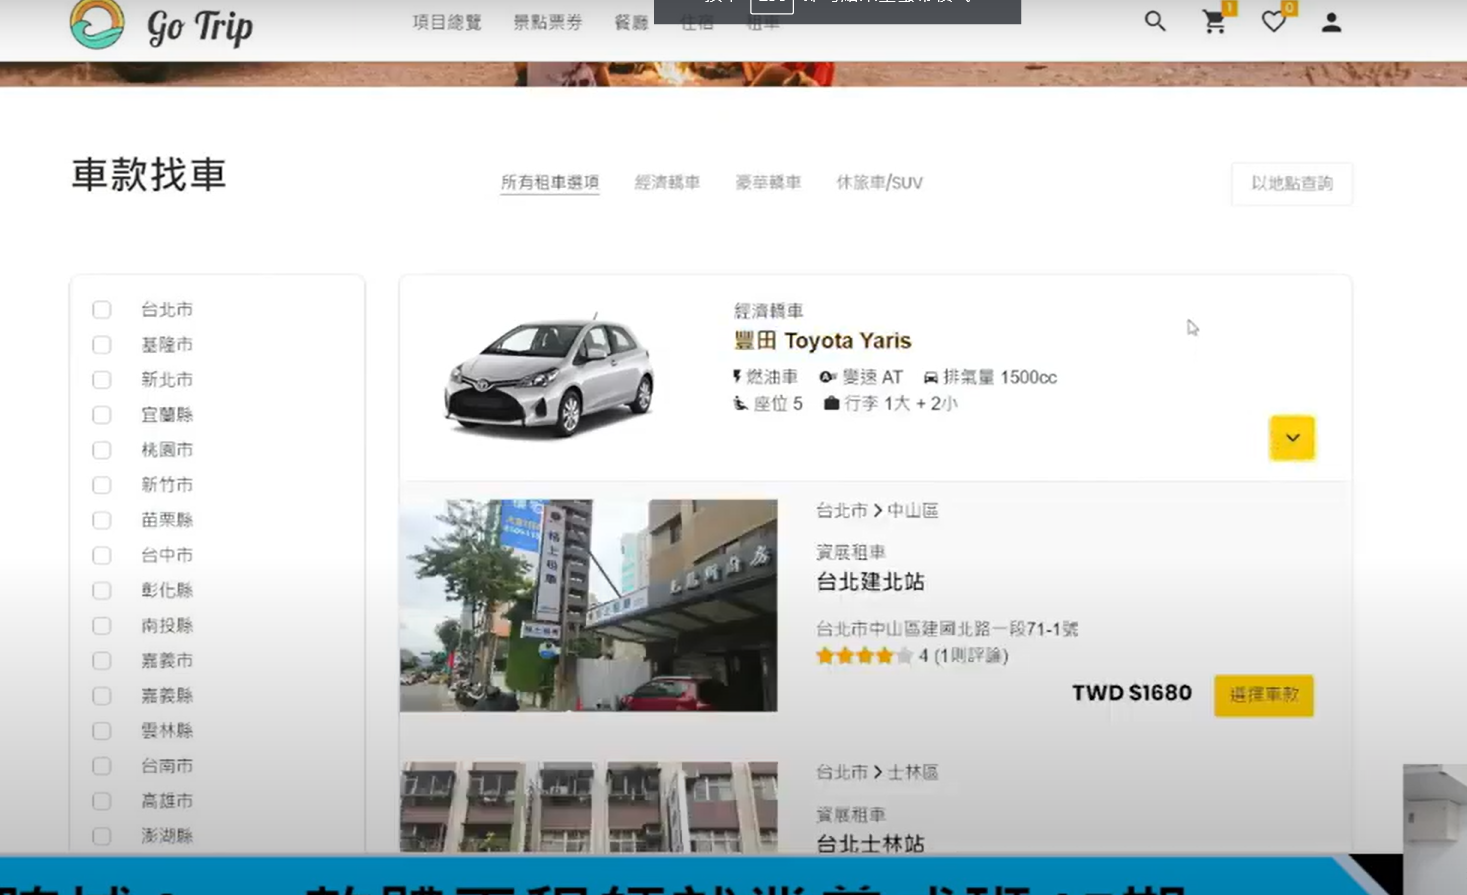 Go Trip
項目總覽 景點票券 餐廳 住宿 租車
1
0
車款找車
所有租車選項 經濟轎車 豪華轎車 休旅車/SUV
以地點查詢
台北市
基隆市
新北市
宜蘭縣
桃園市
新竹市
苗栗縣
台中市
彰化縣
南投縣
嘉義市
嘉義縣
雲林縣
台南市
高雄市
澎湖縣
經濟轎車
豐田 Toyota Yaris
燃油車 變速 AT 排氣量 1500cc
座位 5 行李 1大 + 2小
格上租車
台北市 > 中山區
資展租車
台北建北站
台北市中山區建國北路一段71-1號
4 (1則評論)
TWD $1680
選擇車款
台北市 > 士林區
資展租車
台北士林站